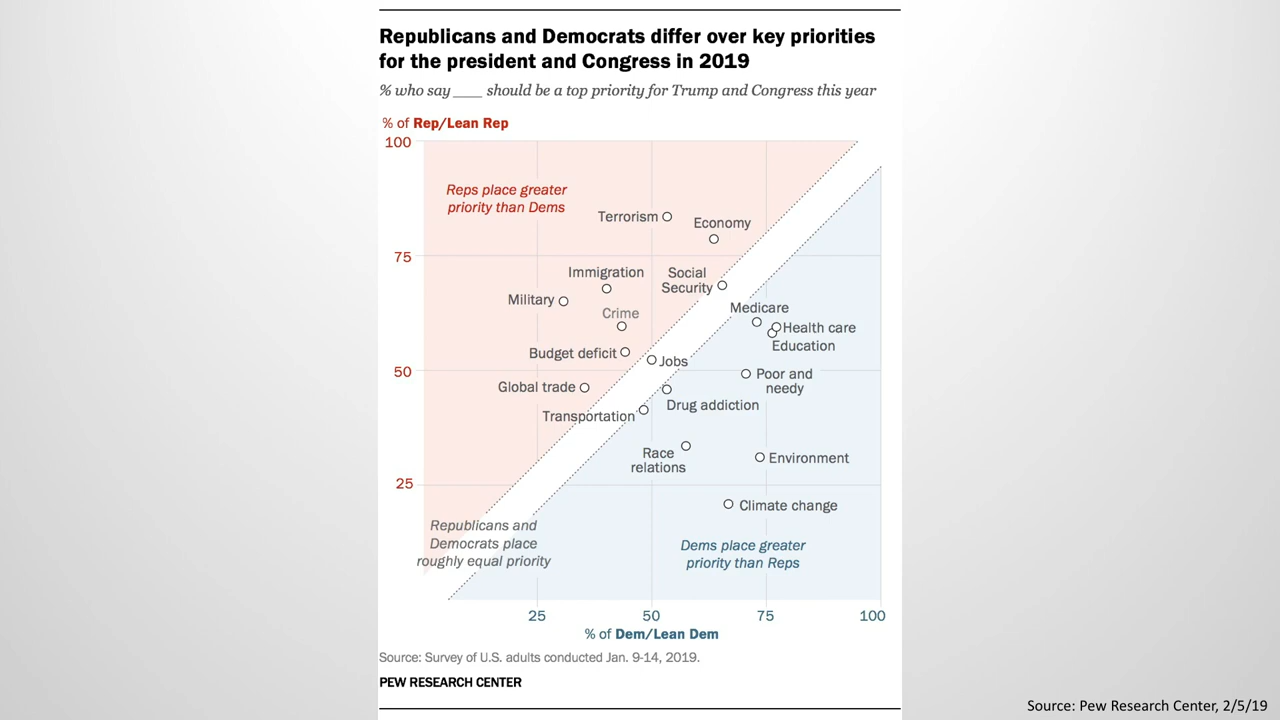 Republicans and Democrats differ over key priorities
for the president and Congress in 2019
% who say ____ should be a top priority for Trump and Congress this year
% of Rep/Lean Rep
100
Reps place greater
priority than Dems
Terrorism
Economy
75
Immigration
Social
Security
Military
Medicare
Crime
Health care
Education
Budget deficit
Jobs
50
Poor and
needy
Global trade
Drug addiction
Transportation
Race
relations
Environment
25
Climate change
Republicans and
Democrats place
roughly equal priority
Dems place greater
priority than Reps
25
50
75
100
% of Dem/Lean Dem
Source: Survey of U.S. adults conducted Jan. 9-14, 2019.
PEW RESEARCH CENTER
Source: Pew Research Center, 2/5/19